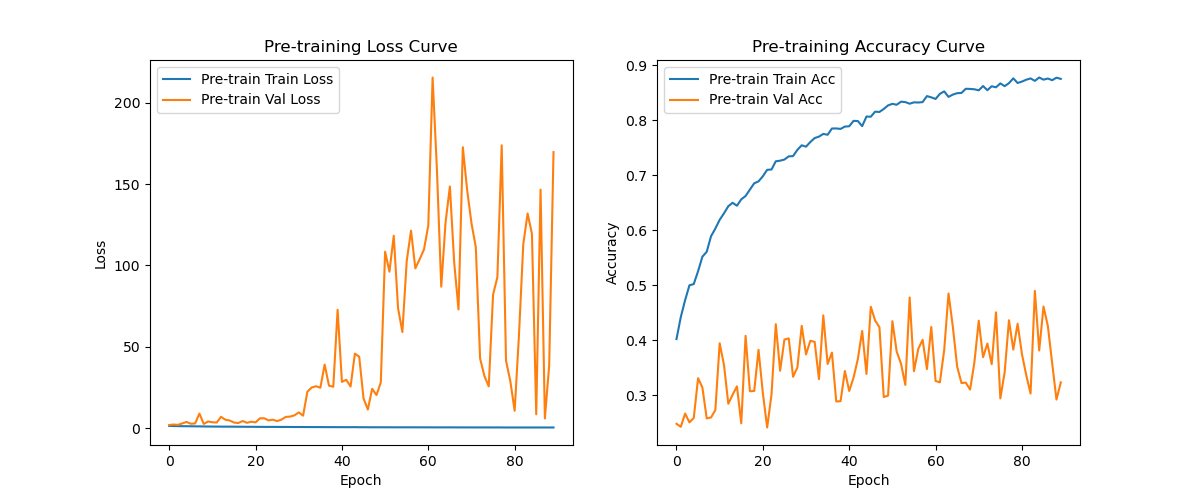 Pre-training Loss Curve
Pre-train Train Loss
Pre-train Val Loss
200
150
100
50
0
Loss
0 20 40 60 80
Epoch
Pre-training Accuracy Curve
Pre-train Train Acc
Pre-train Val Acc
0.9
0.8
0.7
0.6
0.5
0.4
0.3
Accuracy
0 20 40 60 80
Epoch